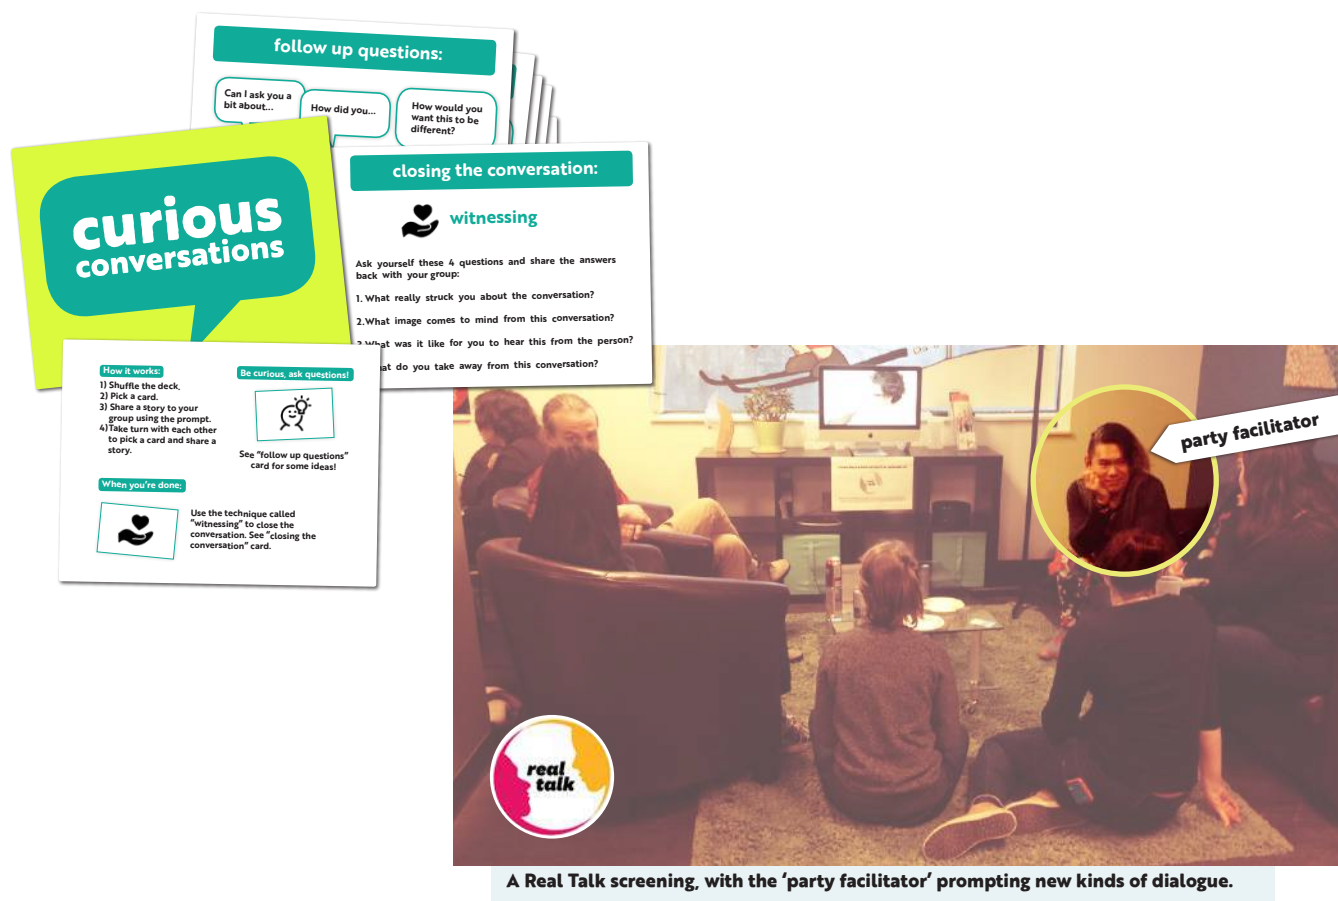 follow up questions:
Can I ask you a
bit about...
How did you...
How would you
want this to be
different?
curious
conversations
closing the conversation:
witnessing
Ask yourself these 4 questions and share the answers
back with your group:
1. What really struck you about the conversation?
2.What image comes to mind from this conversation?
What was it like for you to hear this from the person?
do you take away from this conversation?
How it works:
1) Shuffle the deck.
2) Pick a card.
3) Share a story to your
group using the prompt.
4)Take turn with each other
to pick a card and share a
story.
Be curious, ask questions!
See "follow up questions"
card for some ideas!
When you're done:
Use the technique called
"witnessing" to close the
conversation. See "closing the
conversation" card.
party facilitator
real
talk
A Real Talk screening, with the 'party facilitator' prompting new kinds of dialogue.